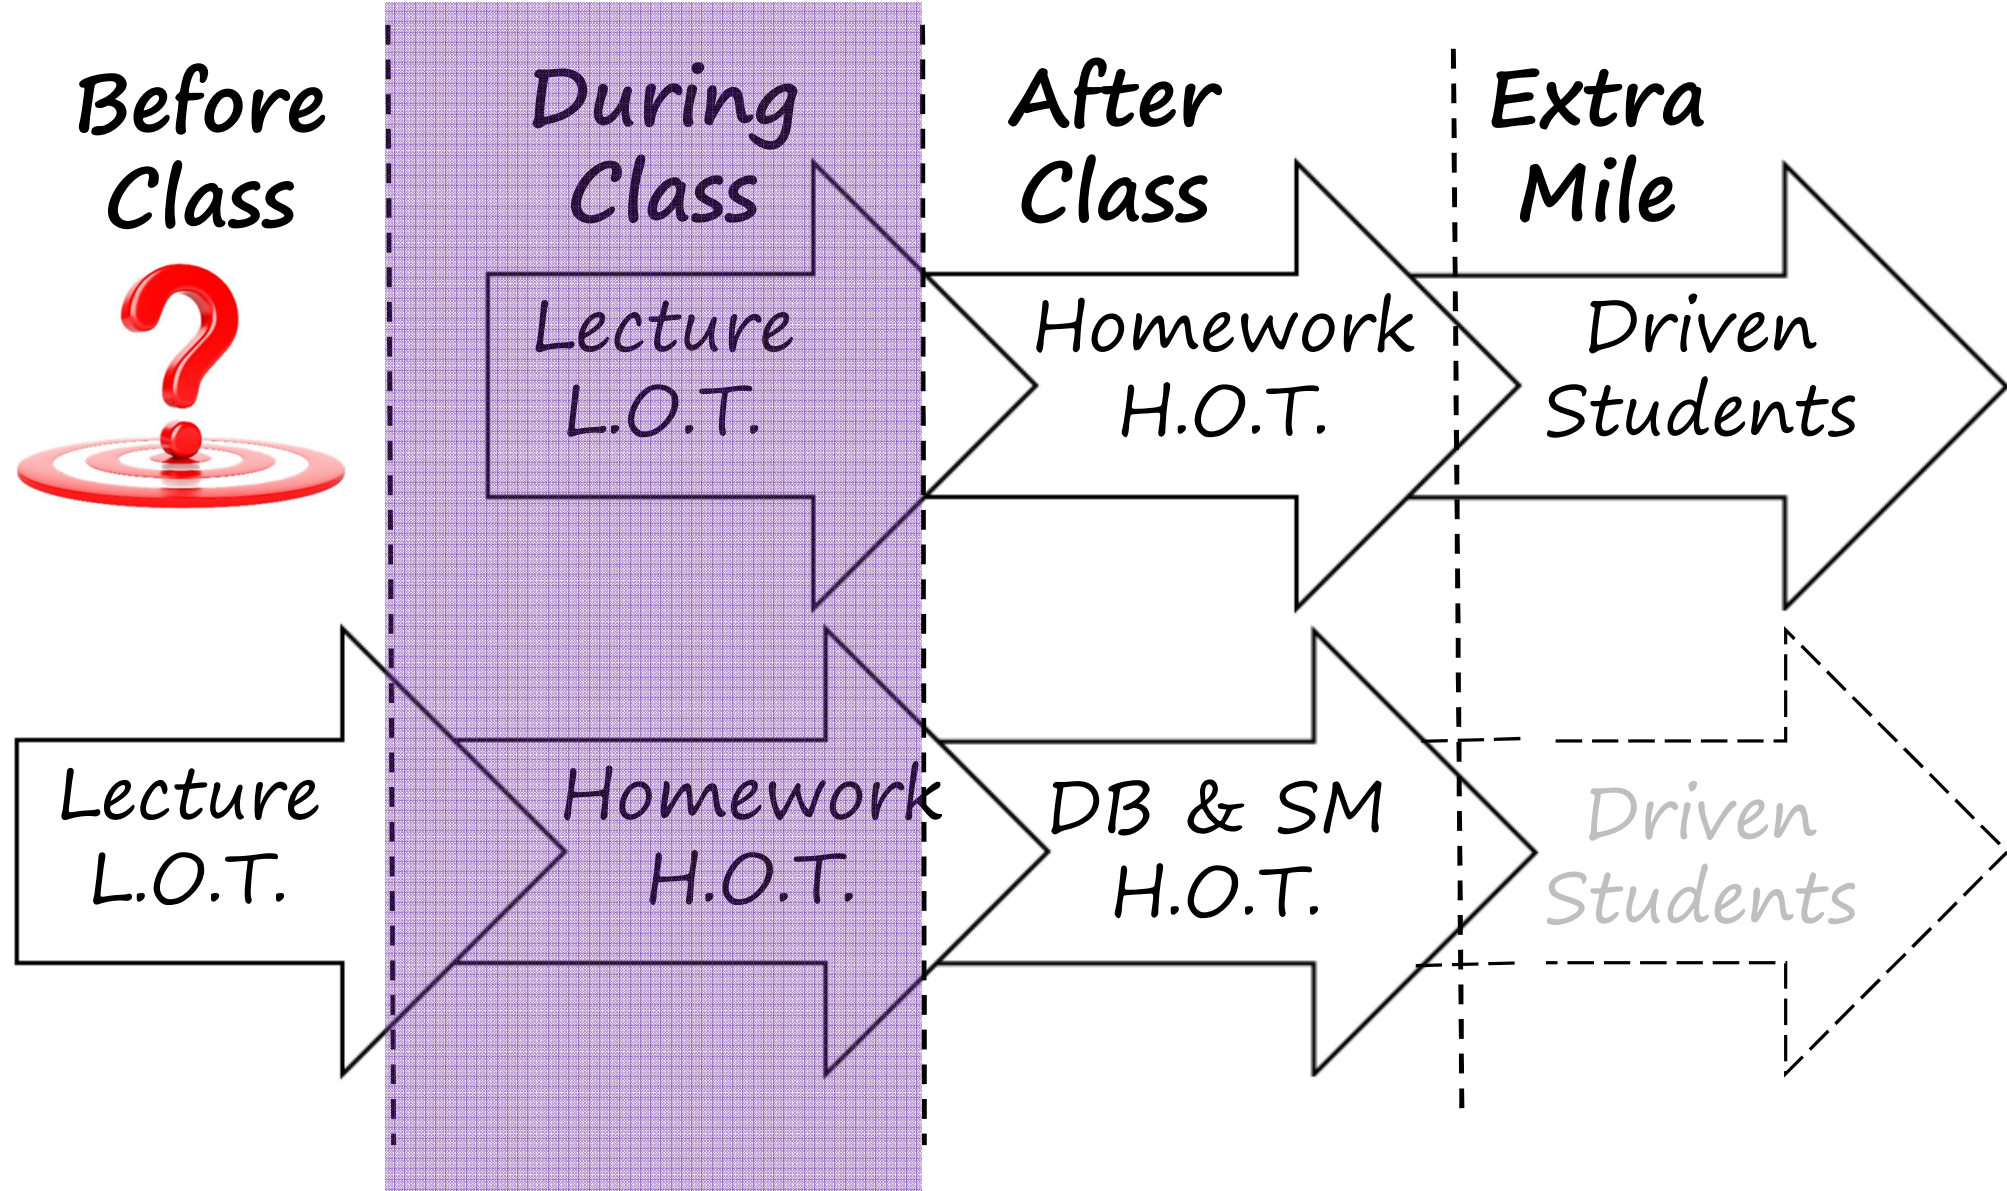 Before
Class
During
Class
After
Class
Extra
Mile
Lecture
L.O.T.
Homework
H.O.T.
Driven
Students
Lecture
L.O.T.
Homework
H.O.T.
DB & SM
H.O.T.
Driven
Students